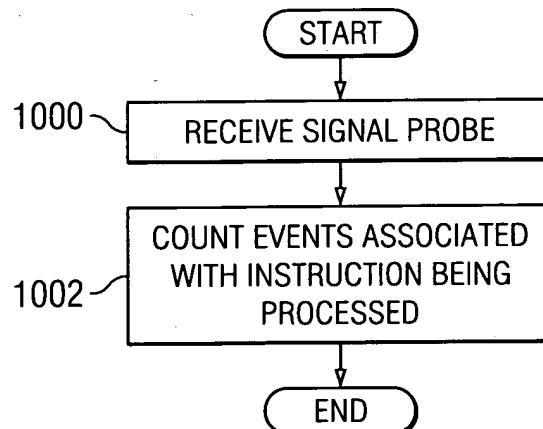 START
1000
RECEIVE SIGNAL PROBE
COUNT EVENTS ASSOCIATED
WITH INSTRUCTION BEING
1002
PROCESSED
END